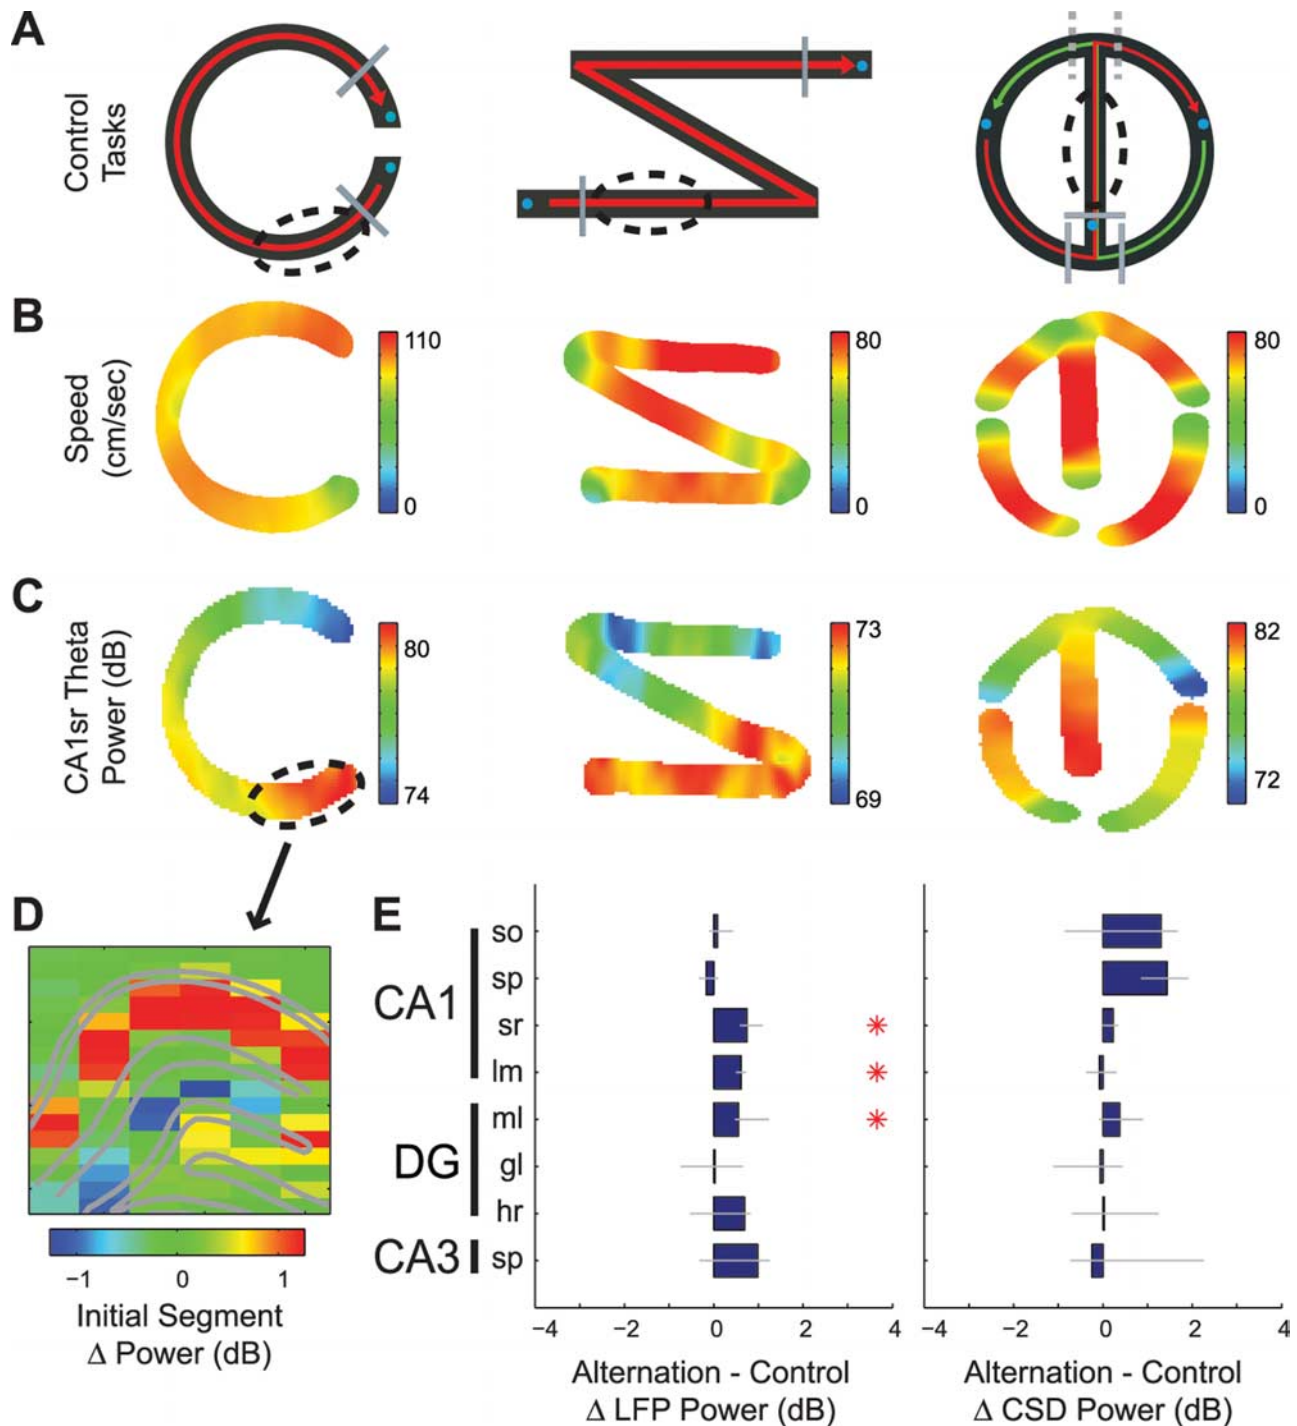 A
Control
Tasks
B
Speed
(cm/sec)
110
0
80
0
80
0
C
CA1sr Theta
Power (dB)
80
74
73
69
82
72
D
−1 0 1
Initial Segment
Δ Power (dB)
E
CA1
so
sp
sr *
lm *
DG
ml *
gl
hr
CA3
sp
−4 −2 0 2 4
Alternation - Control
Δ LFP Power (dB)
−4 −2 0 2 4
Alternation - Control
Δ CSD Power (dB)